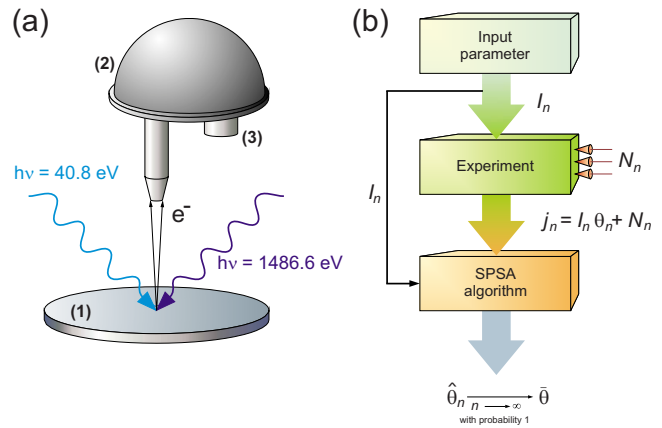 (a)
(2)
(3)
hν = 40.8 eV
e⁻
hν = 1486.6 eV
(1)
(b)
Input
parameter
Iₙ
Iₙ
Experiment
Nₙ
jₙ = Iₙ θₙ + Nₙ
SPSA
algorithm
θ̂ₙ ⟶ θ̄
n ⟶ ∞
with probability 1